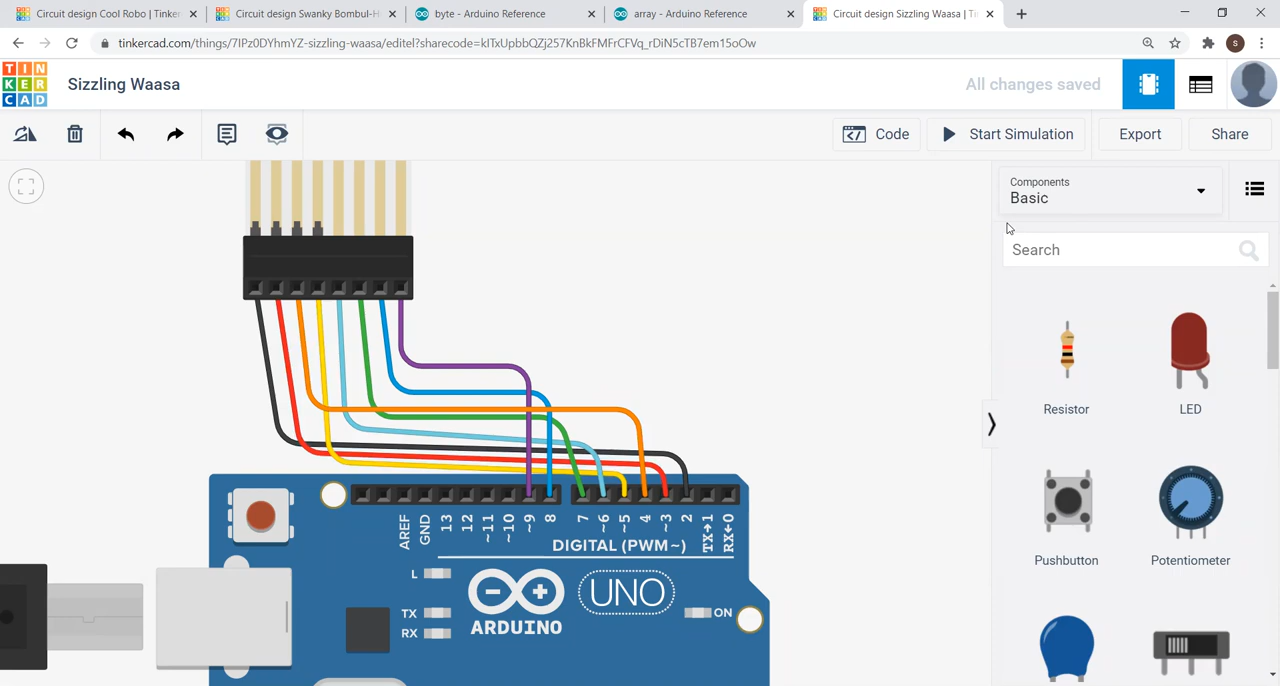 Circuit design Cool Robo | Tinker
Circuit design Swanky Bombul-H
byte - Arduino Reference
array - Arduino Reference
Circuit design Sizzling Waasa | Ti
tinkercad.com/things/7IPz0DYhmYZ-sizzling-waasa/editel?sharecode=klTxUpbbQZj257KnBkFMFrCFVq_rDiN5cTB7em15oOw
S
TIN
KER
CAD
Sizzling Waasa
All changes saved
Code
Start Simulation
Export
Share
Components
Basic
Search
Resistor
LED
Pushbutton
Potentiometer
AREF
GND
13
12
~11
~10
~9
8
7
~6
~5
4
~3
2
TX→1
RX←0
DIGITAL (PWM~)
L
TX
RX
ARDUINO
UNO
ON